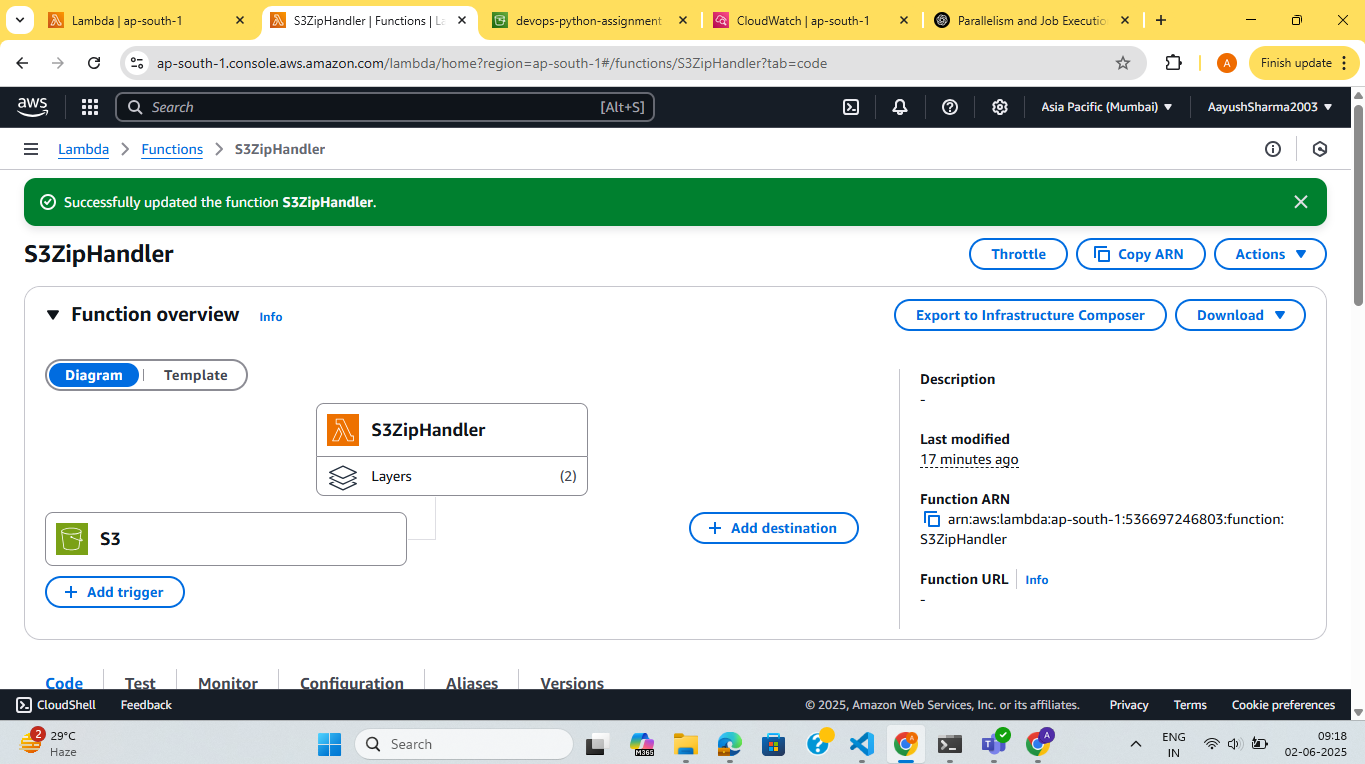 Lambda | ap-south-1
S3ZipHandler | Functions | La
devops-python-assignment
CloudWatch | ap-south-1
Parallelism and Job Executio
ap-south-1.console.aws.amazon.com/lambda/home?region=ap-south-1#/functions/S3ZipHandler?tab=code
A
Finish update
aws
Search
[Alt+S]
Asia Pacific (Mumbai)
AayushSharma2003
Lambda
Functions
S3ZipHandler
Successfully updated the function S3ZipHandler.
S3ZipHandler
Throttle
Copy ARN
Actions
Function overview
Info
Export to Infrastructure Composer
Download
Diagram
Template
S3ZipHandler
Layers
(2)
S3
Add trigger
Add destination
Description
-
Last modified
17 minutes ago
Function ARN
arn:aws:lambda:ap-south-1:536697246803:function:
S3ZipHandler
Function URL
Info
-
Code
Test
Monitor
Configuration
Aliases
Versions
CloudShell
Feedback
© 2025, Amazon Web Services, Inc. or its affiliates.
Privacy
Terms
Cookie preferences
2
29°C
Haze
Search
M365
A
ENG
IN
09:18
02-06-2025